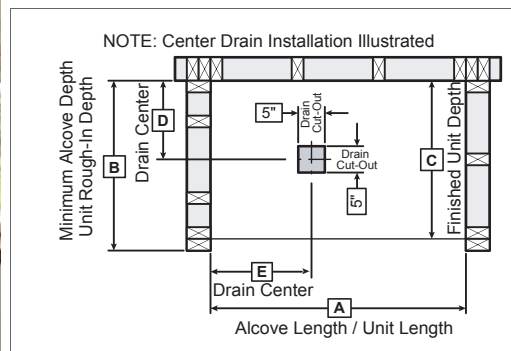 NOTE: Center Drain Installation Illustrated
Minimum Alcove Depth
Unit Rough-In Depth
B
Drain Center
D
5"
Drain
Cut-Out
Drain
Cut-Out
5"
C
Finished Unit Depth
E
Drain Center
A
Alcove Length / Unit Length